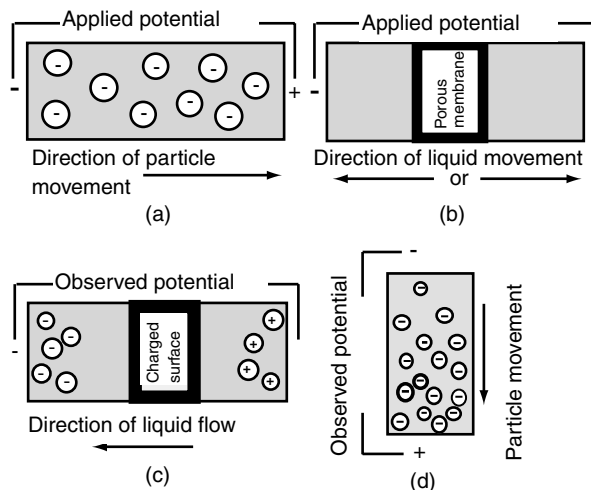 Applied potential
- - - - - - - - - -
- +
Direction of particle
movement
(a)
Applied potential
-
Porous
membrane
Direction of liquid movement
or
(b)
Observed potential
- - - - -
-
Charged
surface
+ + + +
Direction of liquid flow
(c)
-
Observed potential
- - - - - - - - - - - - - - - -
Particle movement
+
(d)